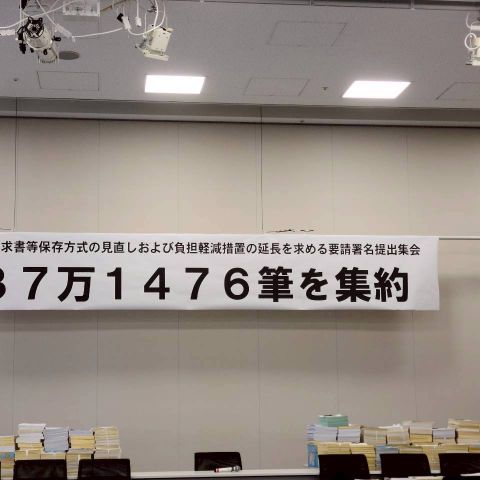 求書等保存方式の見直しおよび負担軽減措置の延長を求める要請署名提出集会
37万1476筆を集約